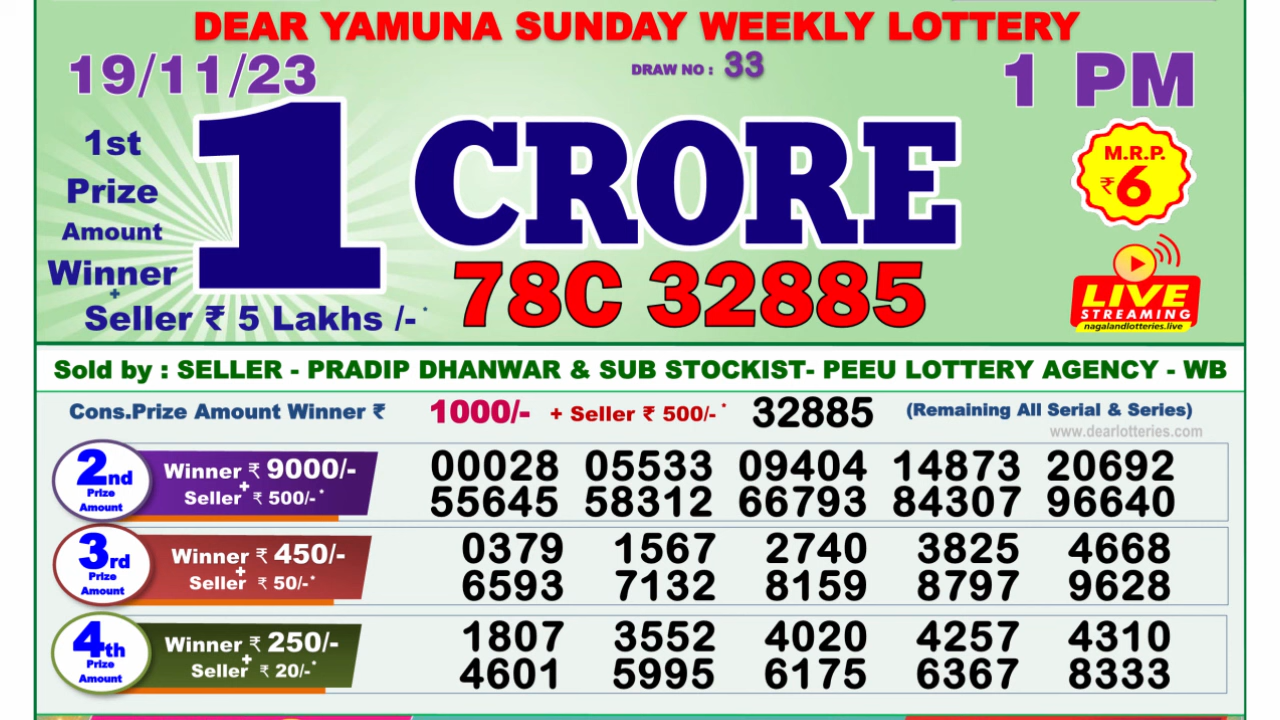 DEAR YAMUNA SUNDAY WEEKLY LOTTERY
19/11/23
DRAW NO : 33
1 PM
1st
Prize
Amount
Winner
+
Seller ₹ 5 Lakhs /-*
1 CRORE
78C 32885
M.R.P.
₹6
LIVE
STREAMING
nagalandlotteries.live
Sold by : SELLER - PRADIP DHANWAR & SUB STOCKIST- PEEU LOTTERY AGENCY - WB
Cons.Prize Amount Winner ₹ 1000/- + Seller ₹ 500/-* 32885 (Remaining All Serial & Series)
www.dearlotteries.com
2nd
Prize
Amount
Winner ₹ 9000/-
+
Seller ₹ 500/-*
00028 05533 09404 14873 20692
55645 58312 66793 84307 96640
3rd
Prize
Amount
Winner ₹ 450/-
+
Seller ₹ 50/-*
0379 1567 2740 3825 4668
6593 7132 8159 8797 9628
4th
Prize
Amount
Winner ₹ 250/-
+
Seller ₹ 20/-*
1807 3552 4020 4257 4310
4601 5995 6175 6367 8333